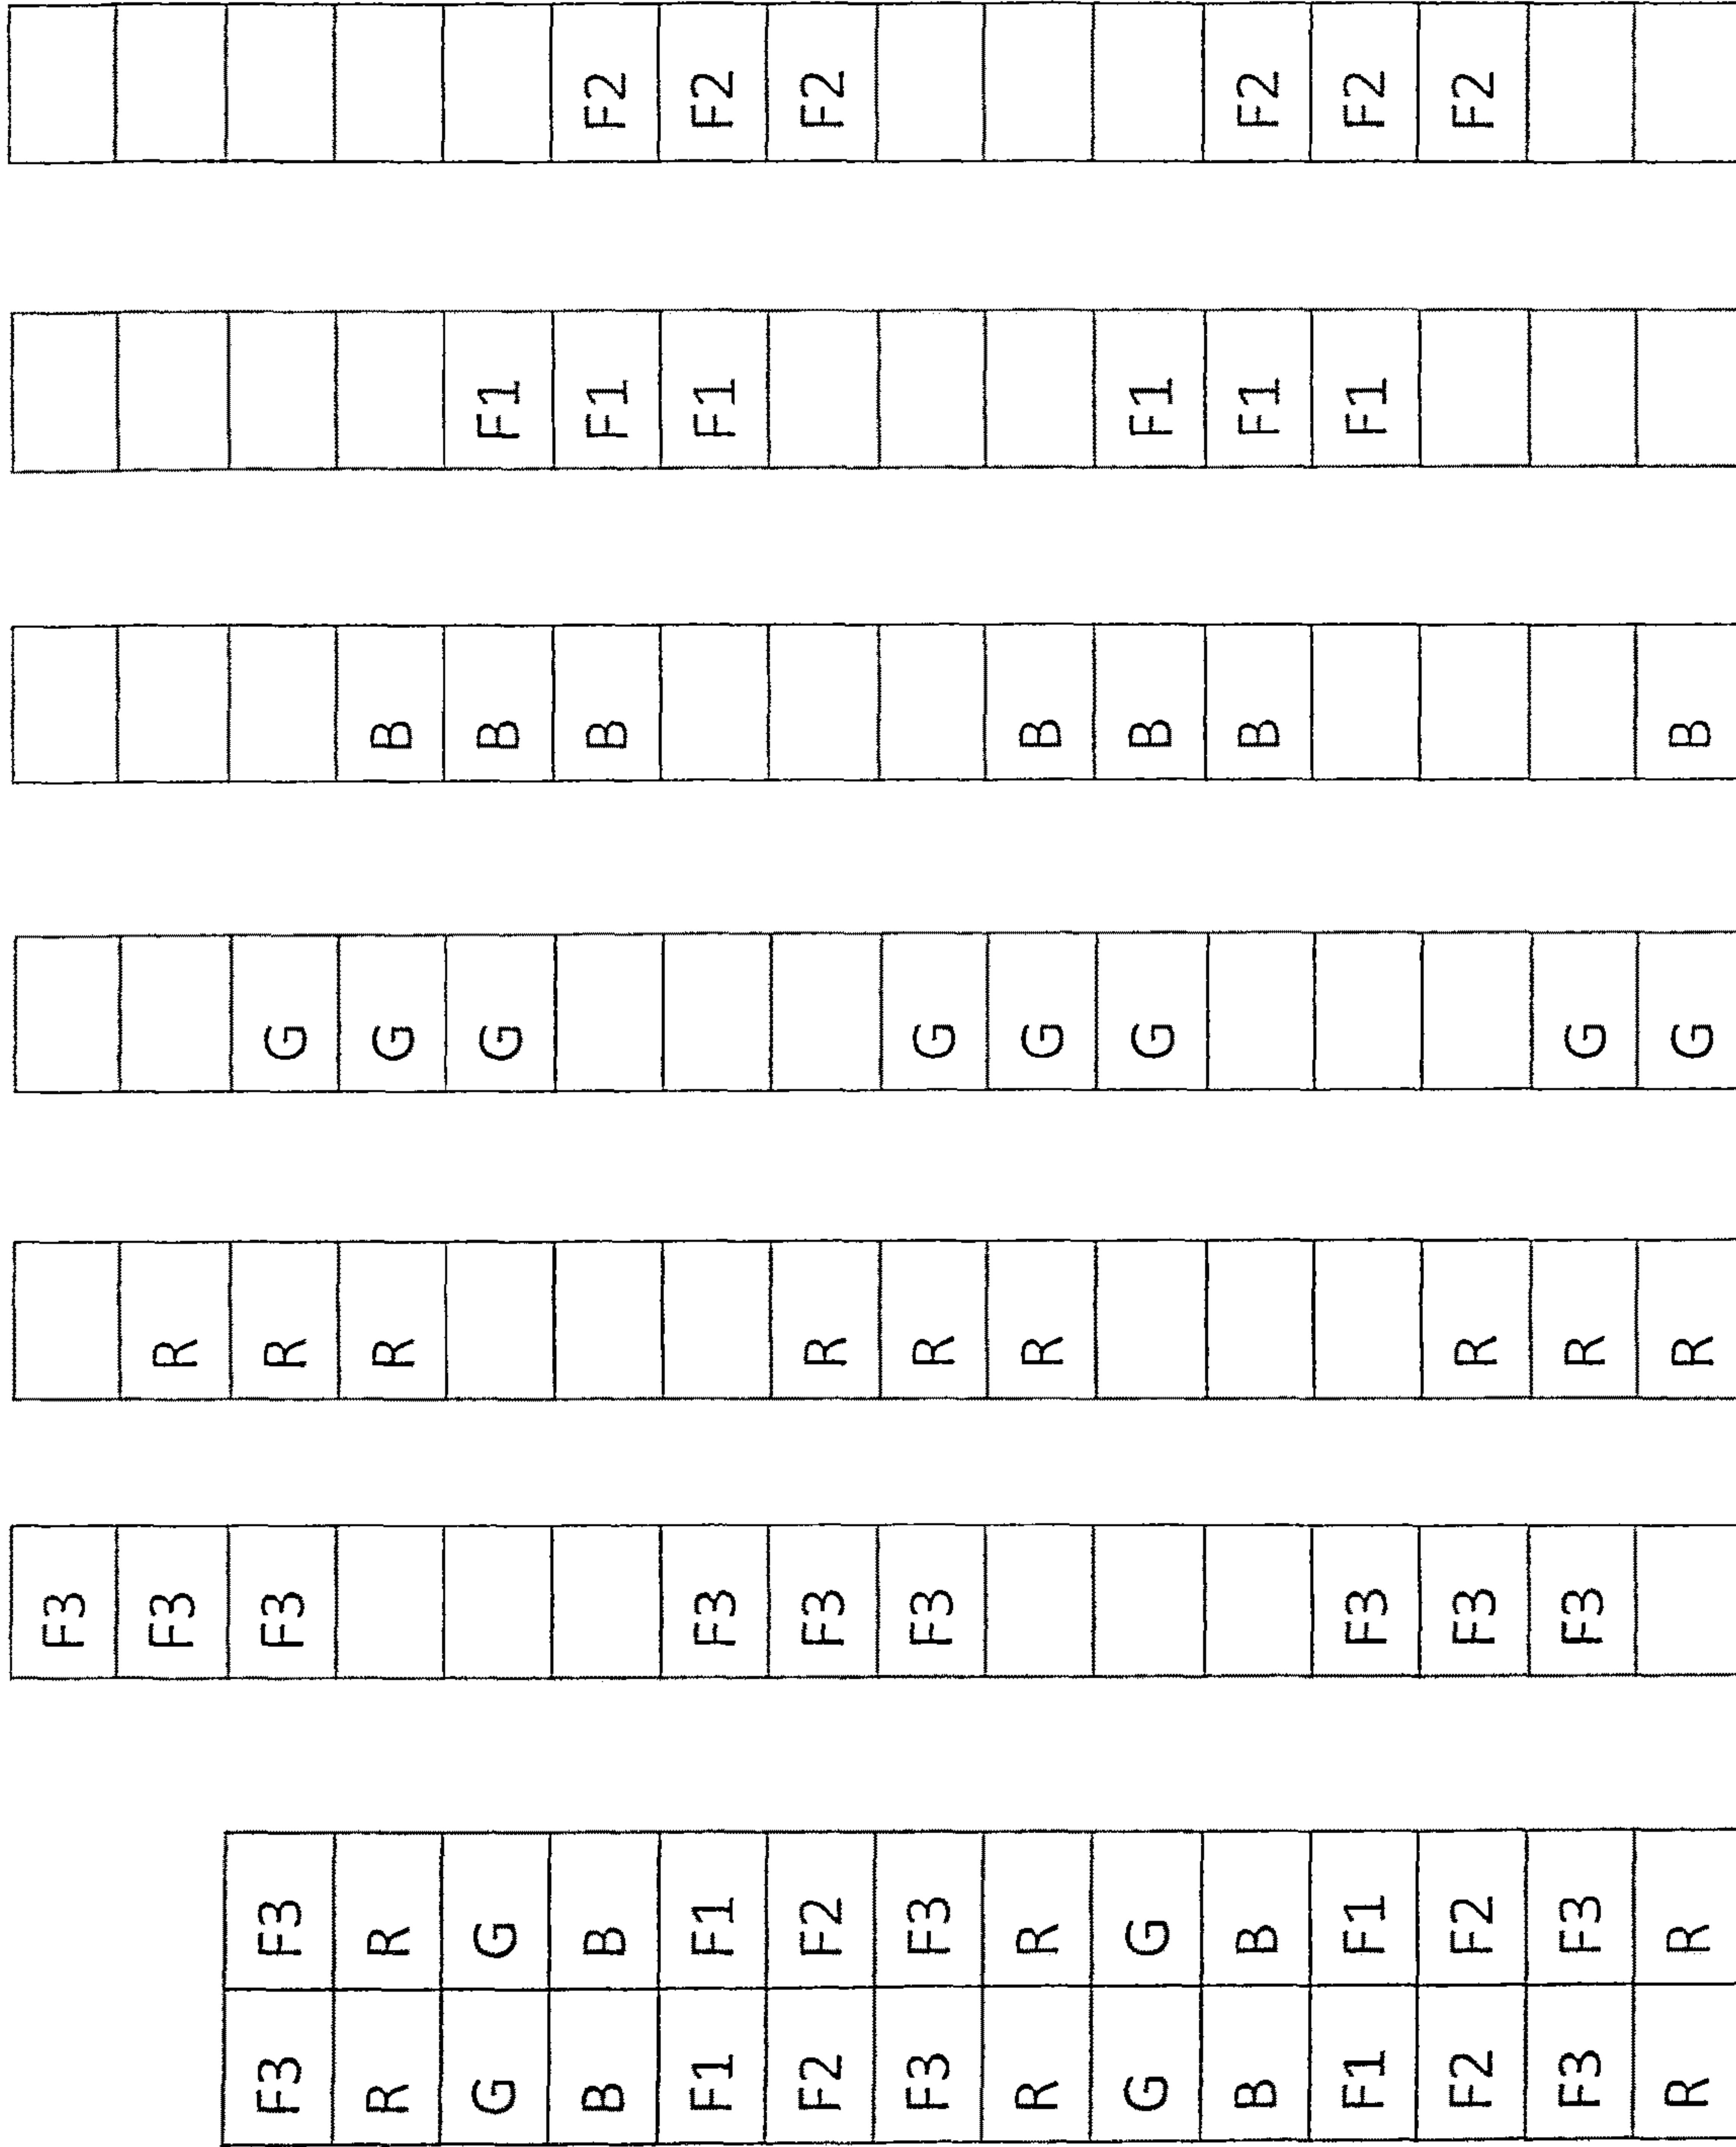 R F3 F2 F1 B G R F3 F2 F1 B G R F3
R F3 F2 F1 B G R F3 F2 F1 B G R F3
F3 F3 F3 F3 F3 F3 F3 F3 F3
R R R R R R R R R
G G G G G G G G
B B B B B B B
F1 F1 F1 F1 F1 F1
F2 F2 F2 F2 F2 F2